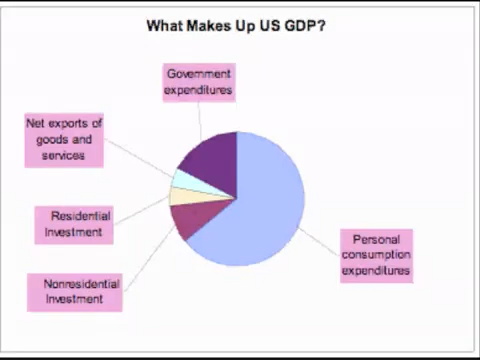 What Makes Up US GDP?
Government
expenditures
Net exports of
goods and
services
Residential
Investment
Nonresidential
Investment
Personal
consumption
expenditures